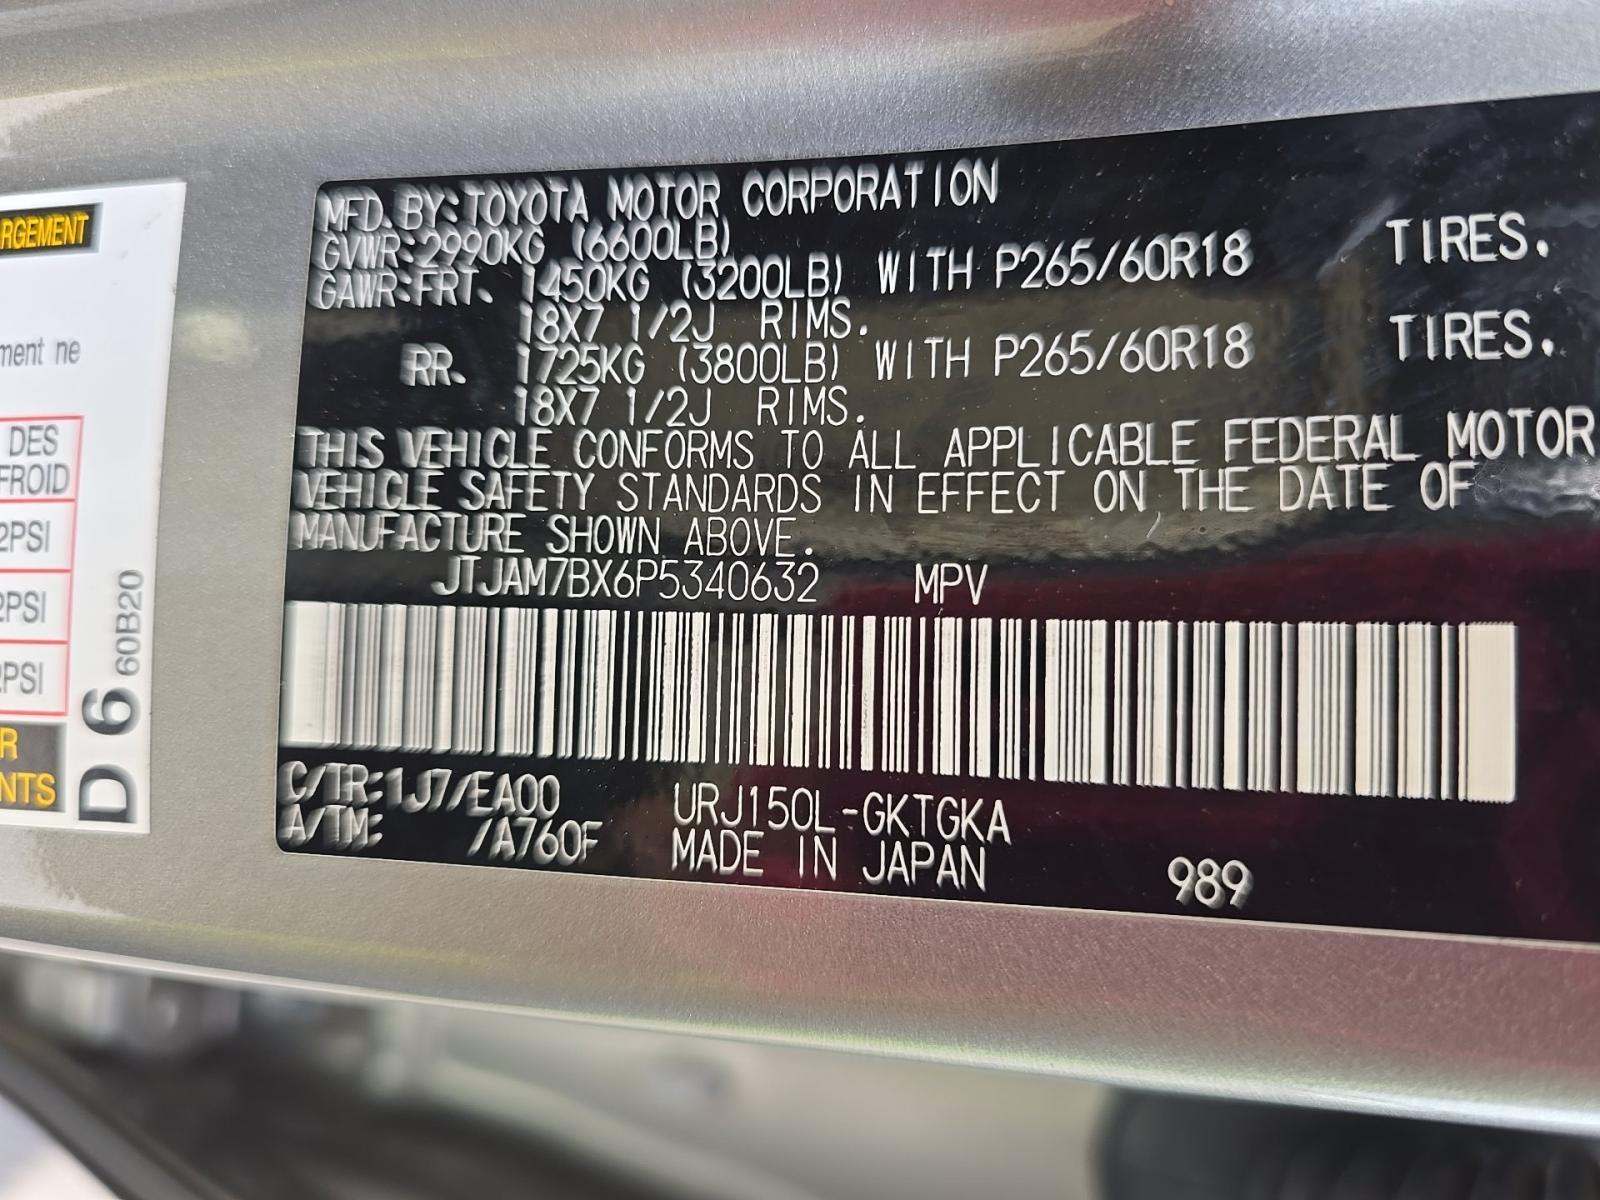 RGEMENT
ment ne
DES
FROID
2PSI
2PSI
2PSI
R
NTS
D 6 60B20
MFD. BY: TOYOTA MOTOR CORPORATION
GVWR: 2990KG (6600LB)
GAWR: FRT. 1450KG (3200LB) WITH P265/60R18 TIRES.
18X7 1/2J RIMS.
RR. 1725KG (3800LB) WITH P265/60R18 TIRES.
18X7 1/2J RIMS.
THIS VEHICLE CONFORMS TO ALL APPLICABLE FEDERAL MOTOR
VEHICLE SAFETY STANDARDS IN EFFECT ON THE DATE OF
MANUFACTURE SHOWN ABOVE.
JTJAM7BX6P5340632 MPV
C/TR: 1J7/EA00 URJ150L-GKTGKA
A/TM: /A760F MADE IN JAPAN 989